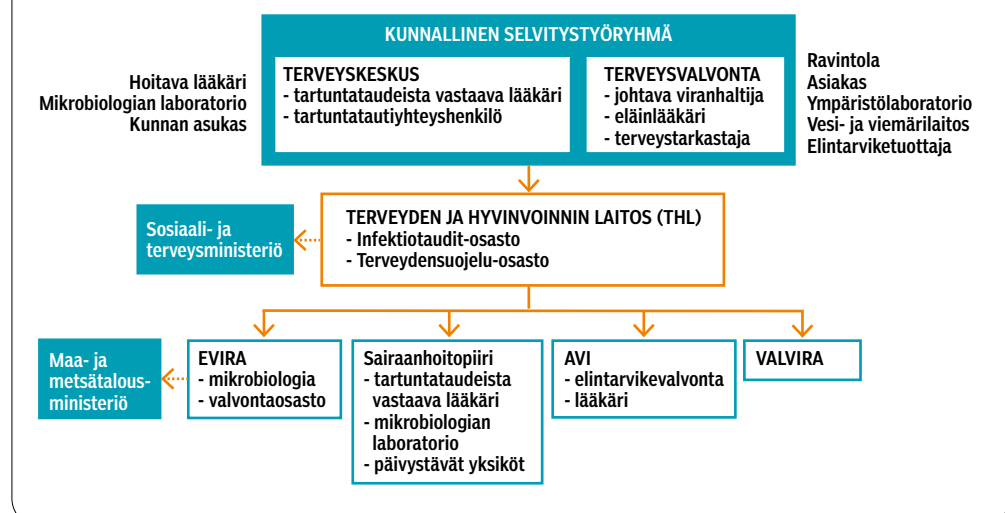 KUNNALLINEN SELVITYSTYÖRYHMÄ
Hoitava lääkäri
Mikrobiologian laboratorio
Kunnan asukas
TERVEYSKESKUS
- tartuntataudeista vastaava lääkäri
- tartuntatautiyhteyshenkilö
TERVEYSVALVONTA
- johtava viranhaltija
- eläinlääkäri
- terveystarkastaja
Ravintola
Asiakas
Ympäristölaboratorio
Vesi- ja viemärilaitos
Elintarviketuottaja
Sosiaali- ja
terveysministeriö
TERVEYDEN JA HYVINVOINNIN LAITOS (THL)
- Infektiotaudit-osasto
- Terveydensuojelu-osasto
Maa- ja
metsätalous-
ministeriö
EVIRA
- mikrobiologia
- valvontaosasto
Sairaanhoitopiiri
- tartuntataudeista
vastaava lääkäri
- mikrobiologian
laboratorio
- päivystävät yksiköt
AVI
- elintarvikevalvonta
- lääkäri
VALVIRA